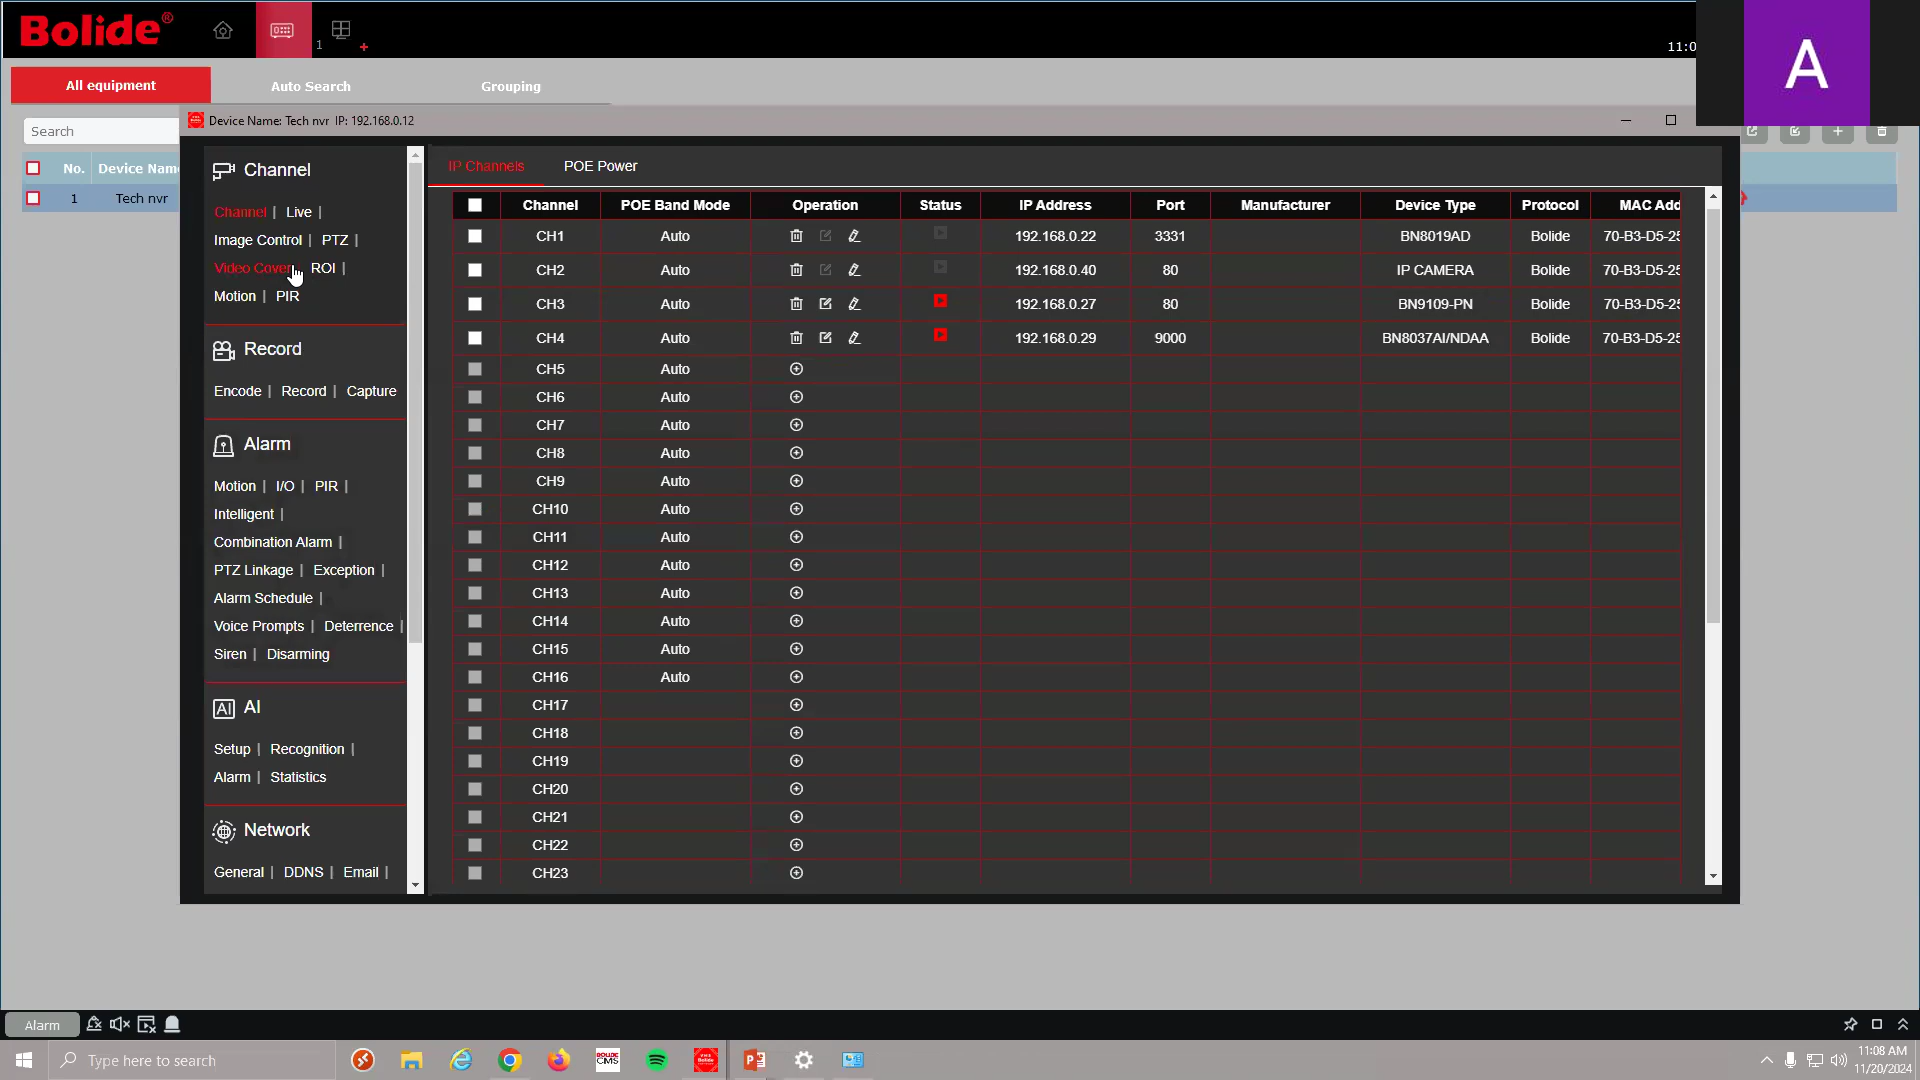 Bolide®
1
11:0
A
All equipment Auto Search Grouping
Search
Device Name: Tech nvr IP: 192.168.0.12
No. Device Nam
1 Tech nvr
Channel
Channel | Live |
Image Control | PTZ |
Video Cover ROI |
Motion | PIR
Record
Encode | Record | Capture
Alarm
Motion | I/O | PIR |
Intelligent |
Combination Alarm |
PTZ Linkage | Exception |
Alarm Schedule |
Voice Prompts | Deterrence |
Siren | Disarming
AI
AI
Setup | Recognition |
Alarm | Statistics
Network
General | DDNS | Email |
IP Channels POE Power
Channel POE Band Mode Operation Status IP Address Port Manufacturer Device Type Protocol MAC Add
CH1 Auto 192.168.0.22 3331 BN8019AD Bolide 70-B3-D5-25
CH2 Auto 192.168.0.40 80 IP CAMERA Bolide 70-B3-D5-25
CH3 Auto 192.168.0.27 80 BN9109-PN Bolide 70-B3-D5-25
CH4 Auto 192.168.0.29 9000 BN8037AI/NDAA Bolide 70-B3-D5-25
CH5 Auto
CH6 Auto
CH7 Auto
CH8 Auto
CH9 Auto
CH10 Auto
CH11 Auto
CH12 Auto
CH13 Auto
CH14 Auto
CH15 Auto
CH16 Auto
CH17
CH18
CH19
CH20
CH21
CH22
CH23
Alarm
Type here to search
BOLIDE
CMS
11:08 AM
11/20/2024